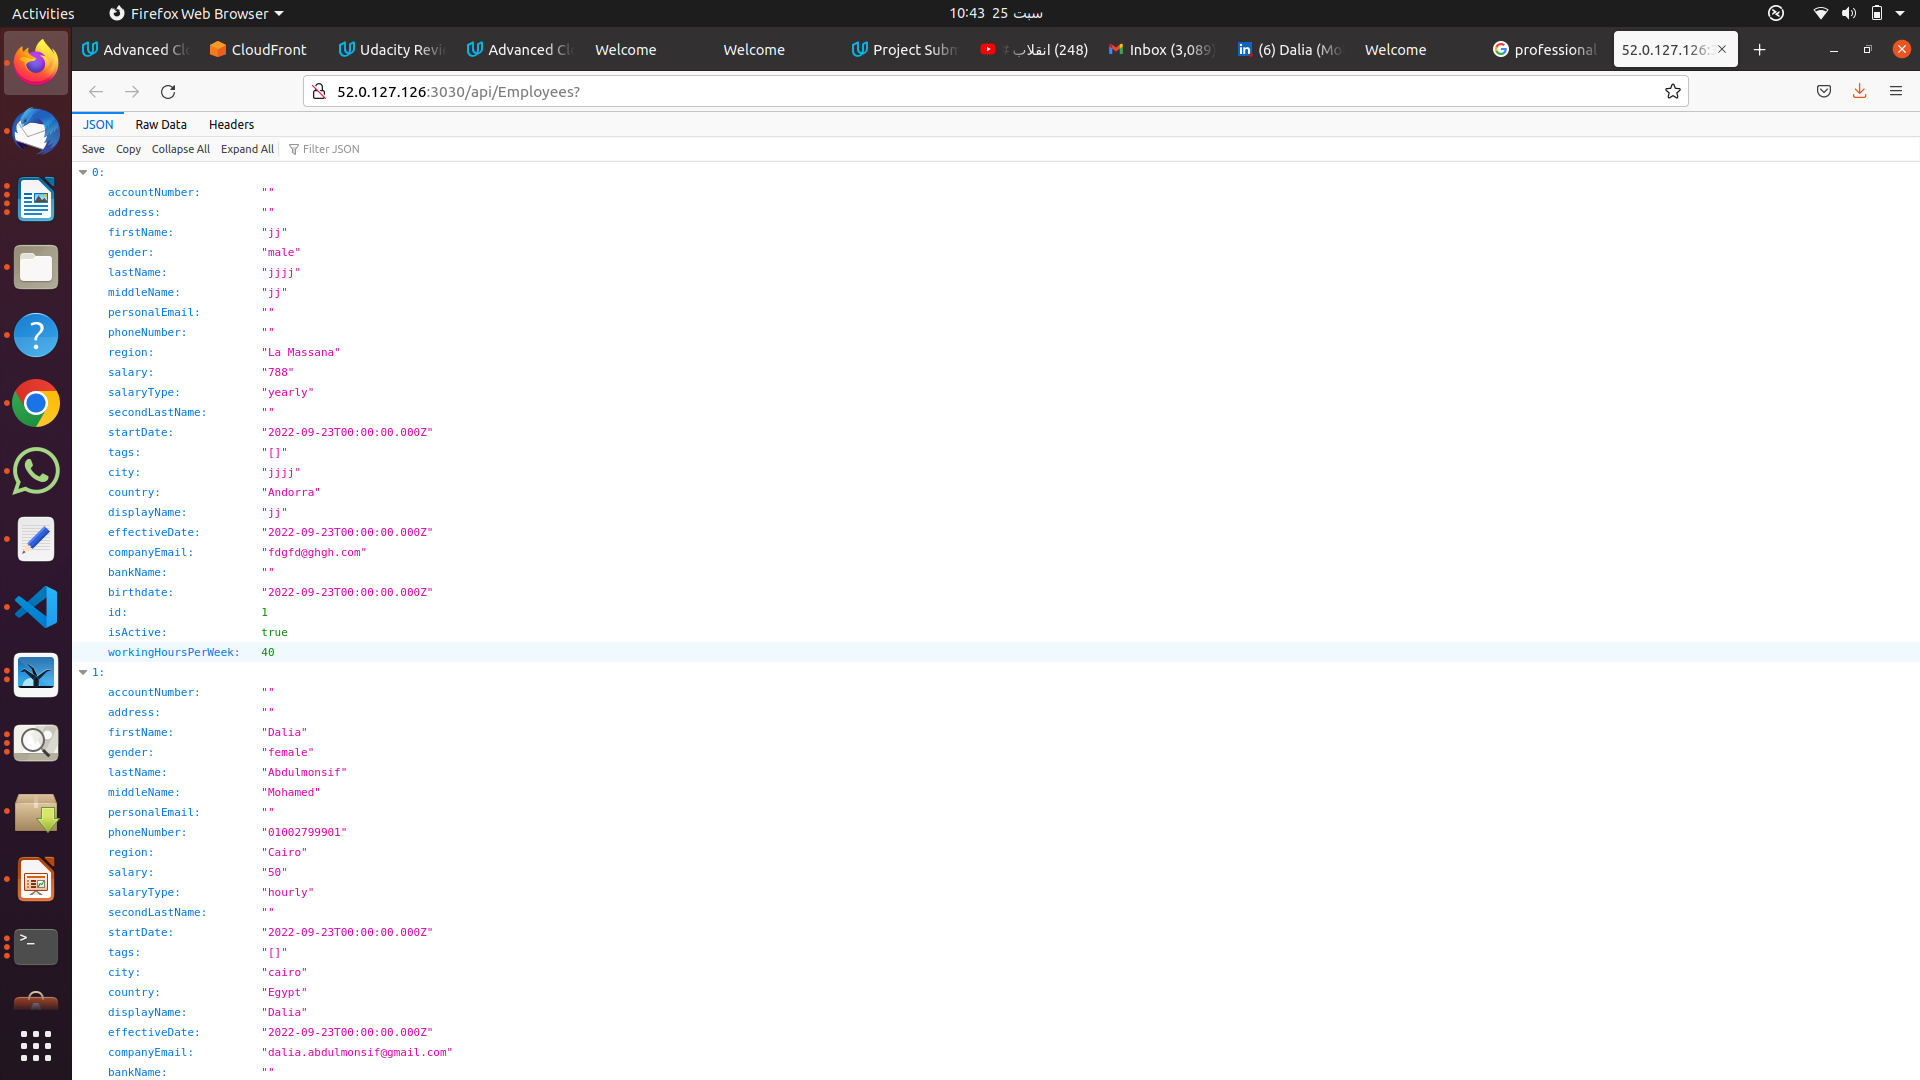 Activities Firefox Web Browser 10:43 25 سبت
Advanced Cl CloudFront Udacity Revi Advanced Cl Welcome Welcome Project Subm (248) انقلاب # Inbox (3,089) (6) Dalia (Mo Welcome professional 52.0.127.126:3
52.0.127.126:3030/api/Employees?
JSON Raw Data Headers
Save Copy Collapse All Expand All Filter JSON
0:
accountNumber: ""
address: ""
firstName: "jj"
gender: "male"
lastName: "jjjj"
middleName: "jj"
personalEmail: ""
phoneNumber: ""
region: "La Massana"
salary: "788"
salaryType: "yearly"
secondLastName: ""
startDate: "2022-09-23T00:00:00.000Z"
tags: "[]"
city: "jjjj"
country: "Andorra"
displayName: "jj"
effectiveDate: "2022-09-23T00:00:00.000Z"
companyEmail: "fdgfd@ghgh.com"
bankName: ""
birthdate: "2022-09-23T00:00:00.000Z"
id: 1
isActive: true
workingHoursPerWeek: 40
1:
accountNumber: ""
address: ""
firstName: "Dalia"
gender: "female"
lastName: "Abdulmonsif"
middleName: "Mohamed"
personalEmail: ""
phoneNumber: "01002799901"
region: "Cairo"
salary: "50"
salaryType: "hourly"
secondLastName: ""
startDate: "2022-09-23T00:00:00.000Z"
tags: "[]"
city: "cairo"
country: "Egypt"
displayName: "Dalia"
effectiveDate: "2022-09-23T00:00:00.000Z"
companyEmail: "dalia.abdulmonsif@gmail.com"
bankName: ""